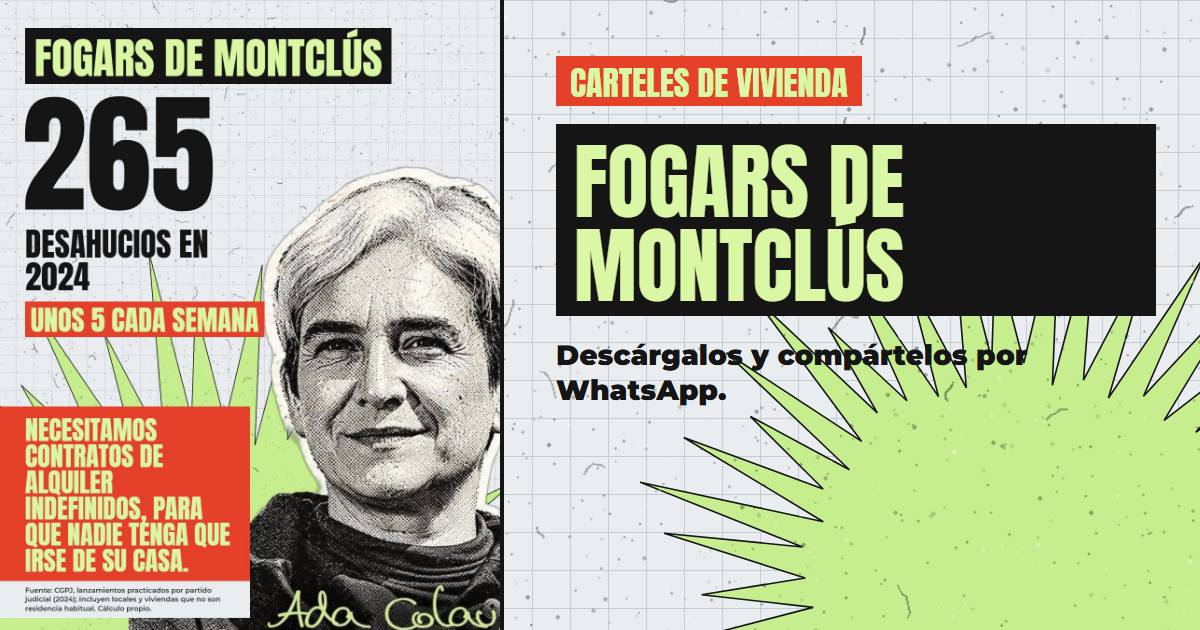 FOGARS DE MONTCLÚS
265
DESAHUCIOS EN
2024
UNOS 5 CADA SEMANA
NECESITAMOS
CONTRATOS DE
ALQUILER
INDEFINIDOS, PARA
QUE NADIE TENGA QUE
IRSE DE SU CASA.
Fuente: CGPJ, lanzamientos practicados por partido
judicial (2024); incluyen locales y viviendas que no son
residencia habitual. Cálculo propio.
Ada Colau
CARTELES DE VIVIENDA
FOGARS DE
MONTCLÚS
Descárgalos y compártelos por
WhatsApp.